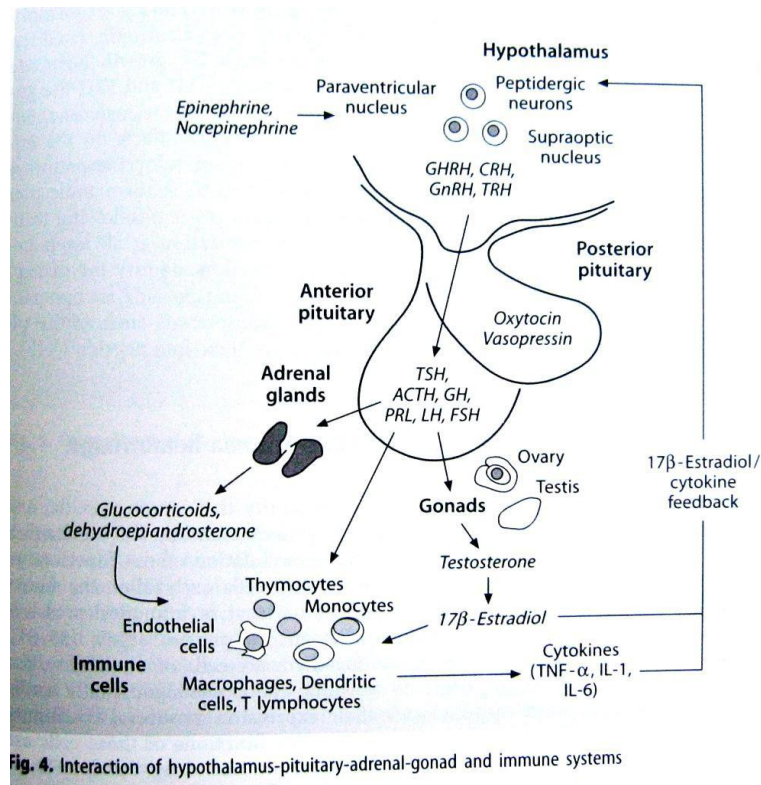 Hypothalamus
Paraventricular
nucleus
Peptidergic
neurons
Epinephrine,
Norepinephrine
Supraoptic
nucleus
GHRH, CRH,
GnRH, TRH
Posterior
pituitary
Anterior
pituitary
Oxytocin
Vasopressin
Adrenal
glands
TSH,
ACTH, GH,
PRL, LH, FSH
Ovary
Testis
17β-Estradiol/
cytokine
feedback
Gonads
Glucocorticoids,
dehydroepiandrosterone
Testosterone
Thymocytes
Monocytes
17β-Estradiol
Endothelial
cells
Immune
cells
Cytokines
(TNF-α, IL-1,
IL-6)
Macrophages, Dendritic
cells, T lymphocytes
Fig. 4. Interaction of hypothalamus-pituitary-adrenal-gonad and immune systems